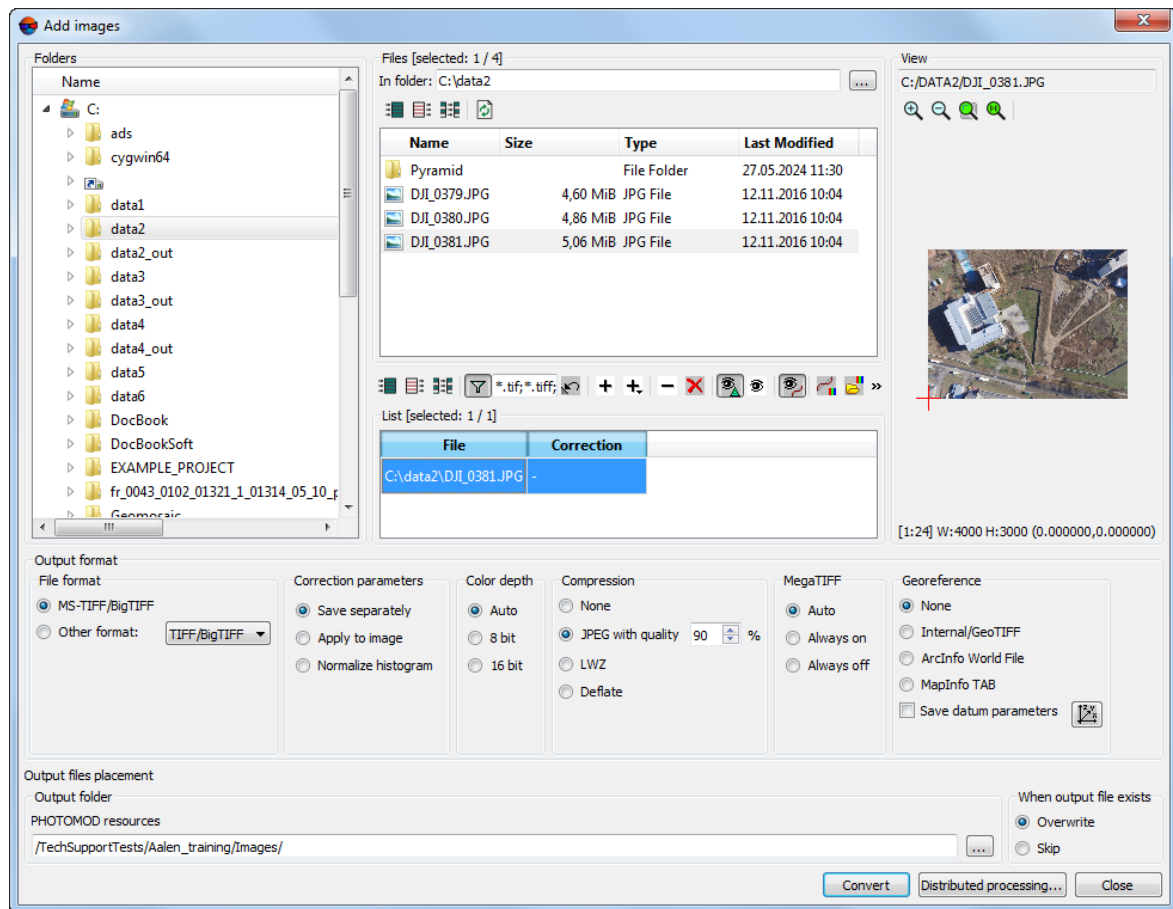 Add images
Folders
Name
C:
ads
cygwin64
data1
data2
data2_out
data3
data3_out
data4
data4_out
data5
data6
DocBook
DocBookSoft
EXAMPLE_PROJECT
fr_0043_0102_01321_1_01314_05_10_p
Geomosaic
Files [selected: 1 / 4]
In folder: C:\data2 ...
Name Size Type Last Modified
Pyramid File Folder 27.05.2024 11:30
DJI_0379.JPG 4,60 MiB JPG File 12.11.2016 10:04
DJI_0380.JPG 4,86 MiB JPG File 12.11.2016 10:04
DJI_0381.JPG 5,06 MiB JPG File 12.11.2016 10:04
*.tif;*.tiff;
List [selected: 1 / 1]
File Correction
C:\data2\DJI_0381.JPG -
View
C:/DATA2/DJI_0381.JPG
[1:24] W:4000 H:3000 (0.000000,0.000000)
Output format
File format
MS-TIFF/BigTIFF
Other format: TIFF/BigTIFF
Correction parameters
Save separately
Apply to image
Normalize histogram
Color depth
Auto
8 bit
16 bit
Compression
None
JPEG with quality 90 %
LWZ
Deflate
MegaTIFF
Auto
Always on
Always off
Georeference
None
Internal/GeoTIFF
ArcInfo World File
MapInfo TAB
Save datum parameters
Output files placement
Output folder
PHOTOMOD resources
/TechSupportTests/Aalen_training/Images/ ...
When output file exists
Overwrite
Skip
Convert Distributed processing... Close